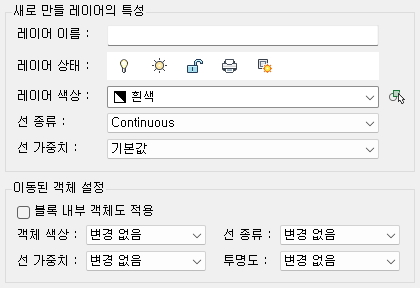 새로 만들 레이어의 특성
레이어 이름 :
레이어 상태 :
레이어 색상 : 흰색
선 종류 : Continuous
선 가중치 : 기본값
이동된 객체 설정
블록 내부 객체도 적용
객체 색상 : 변경 없음 선 종류 : 변경 없음
선 가중치 : 변경 없음 투명도 : 변경 없음